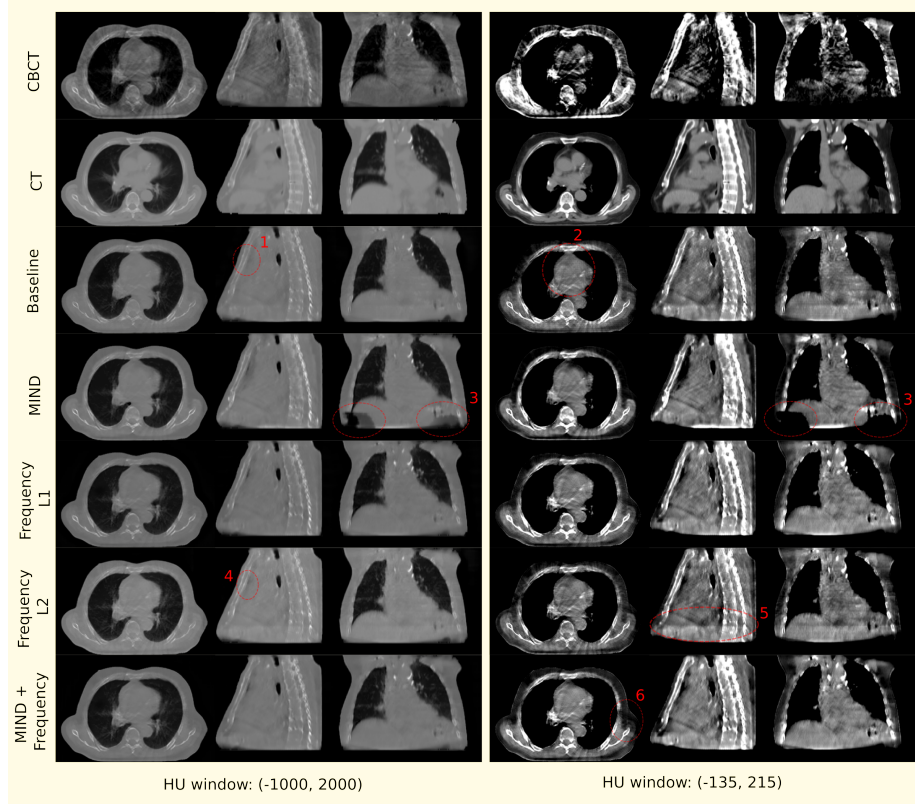 CBCT
CT
Baseline
1
2
MIND
3
3
Frequency
L1
Frequency
L2
4
5
MIND +
Frequency
6
HU window: (-1000, 2000)
HU window: (-135, 215)